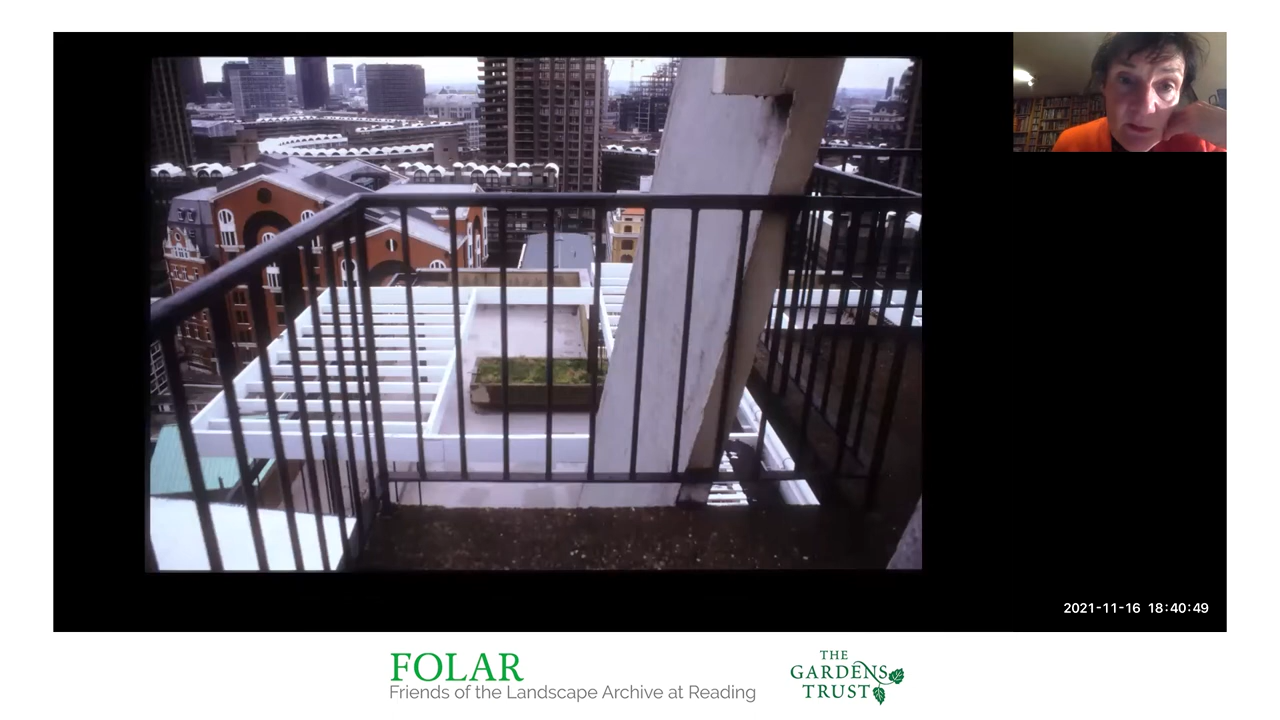 2021-11-16 18:40:49
FOLAR
Friends of the Landscape Archive at Reading
THE
GARDENS
TRUST